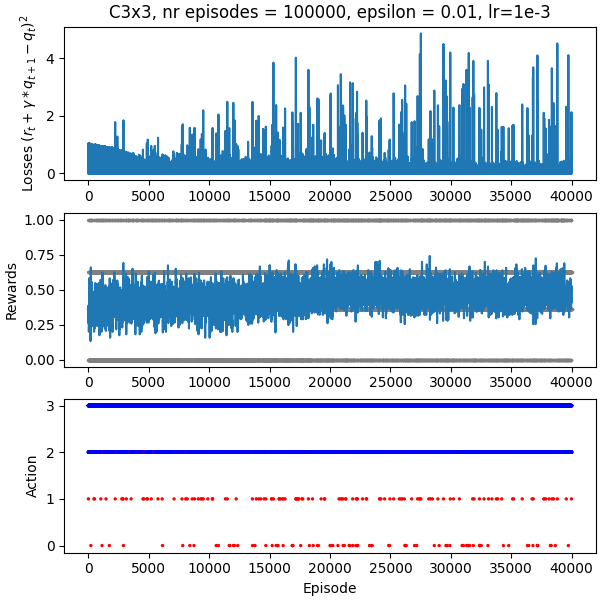 C3x3, nr episodes = 100000, epsilon = 0.01, lr=1e-3
Losses $(r_t + \gamma * q_{t+1} - q_t)^2$
4
2
0
0 5000 10000 15000 20000 25000 30000 35000 40000
Rewards
1.00
0.75
0.50
0.25
0.00
0 5000 10000 15000 20000 25000 30000 35000 40000
Action
3
2
1
0
0 5000 10000 15000 20000 25000 30000 35000 40000
Episode